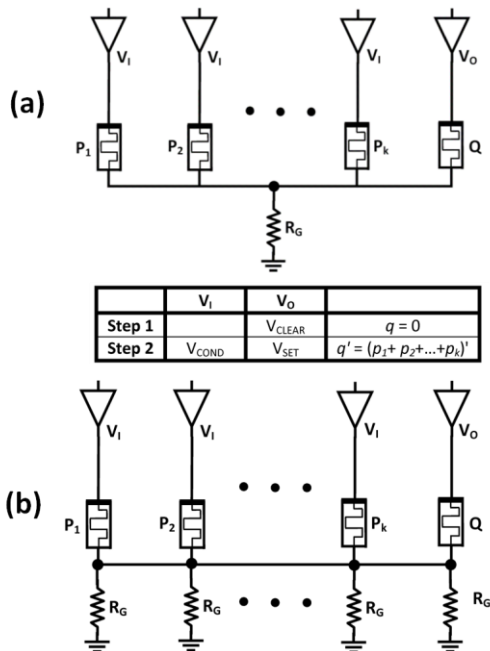 V_I V_I V_I V_O
(a)
P_1 P_2 P_k Q
R_G
V_I V_O
Step 1 V_CLEAR q = 0
Step 2 V_COND V_SET q' = (p_1+ p_2+...+p_k)'
V_I V_I V_I V_O
(b)
P_1 P_2 P_k Q
R_G R_G R_G R_G